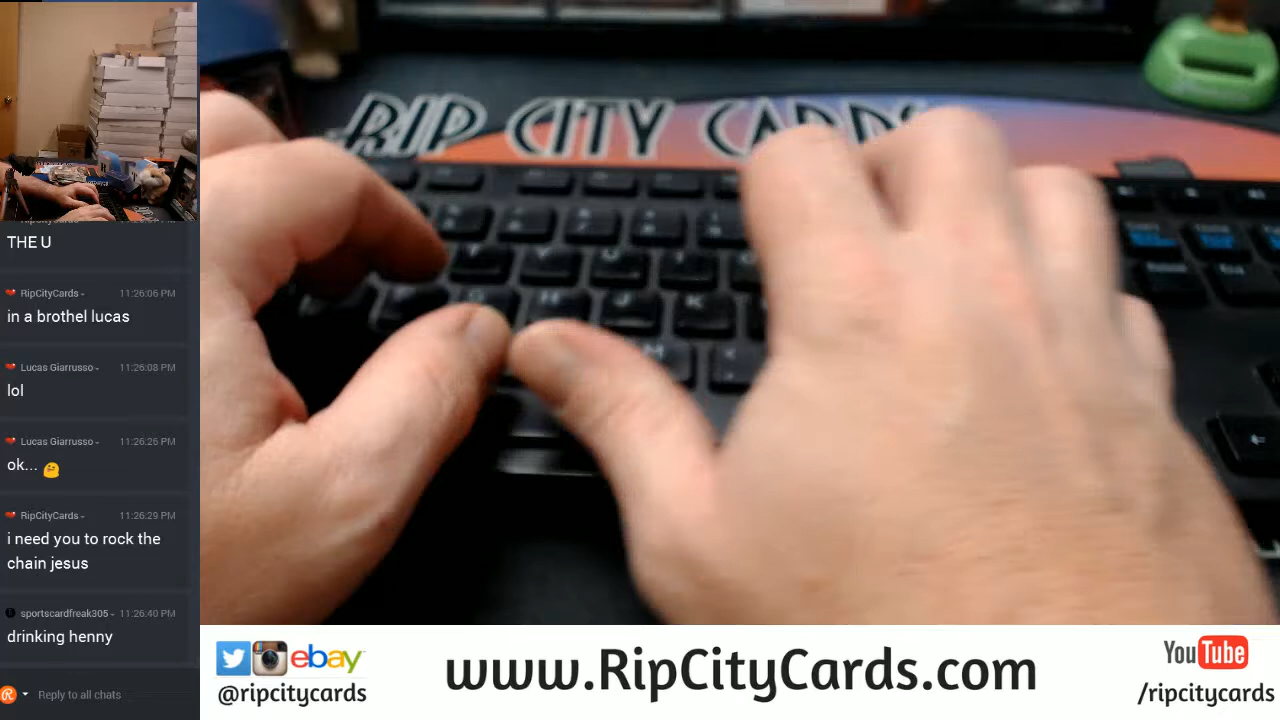 RIP CITY CARDS
THE U
RipCityCards - 11:26:06 PM
in a brothel lucas
Lucas Giarrusso - 11:26:08 PM
lol
Lucas Giarrusso - 11:26:26 PM
ok... 🤔
RipCityCards - 11:26:29 PM
i need you to rock the
chain jesus
sportscardfreak305 - 11:26:40 PM
drinking henny
Reply to all chats
ebay
@ripcitycards
www.RipCityCards.com
YouTube
/ripcitycards